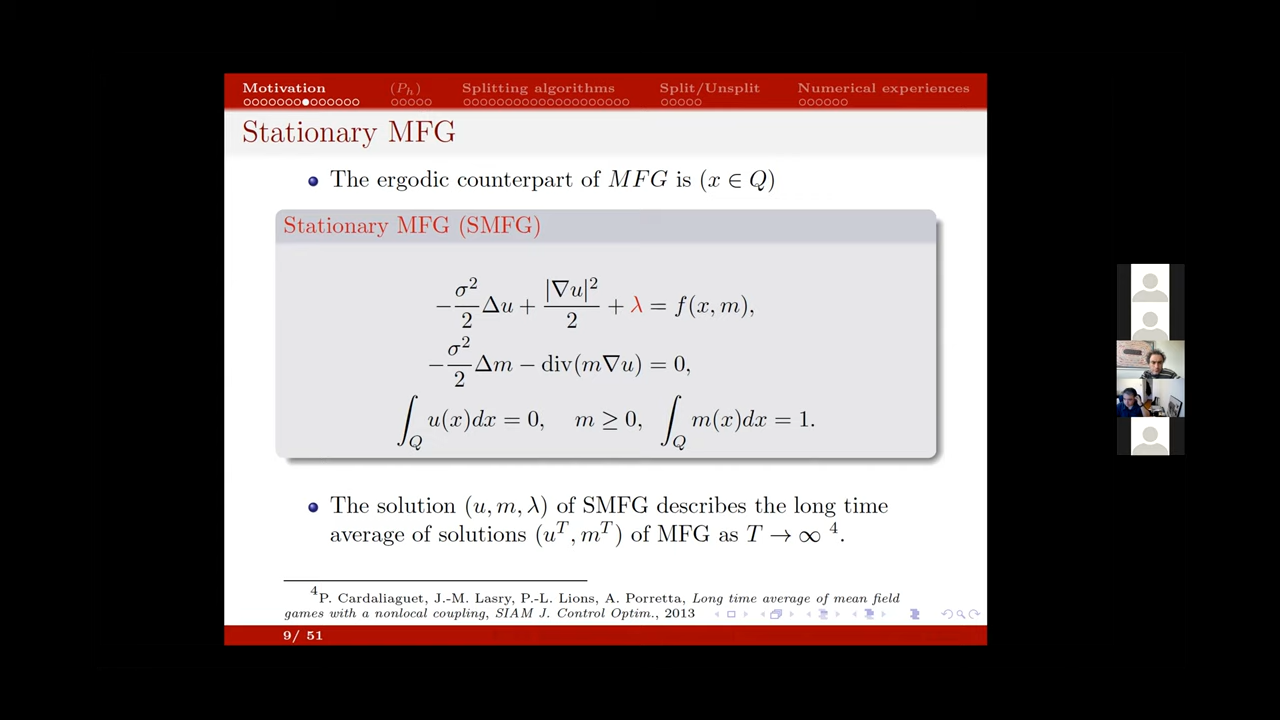 Motivation (P_h) Splitting algorithms Split/Unsplit Numerical experiences
Stationary MFG
The ergodic counterpart of MFG is (x ∈ Q)
Stationary MFG (SMFG)
−σ²/2 Δu + |∇u|²/2 + λ = f(x, m),
−σ²/2 Δm − div(m∇u) = 0,
∫_Q u(x)dx = 0, m ≥ 0, ∫_Q m(x)dx = 1.
The solution (u, m, λ) of SMFG describes the long time
average of solutions (u^T, m^T) of MFG as T → ∞ ⁴.
⁴P. Cardaliaguet, J.-M. Lasry, P.-L. Lions, A. Porretta, Long time average of mean field
games with a nonlocal coupling, SIAM J. Control Optim., 2013
9/ 51